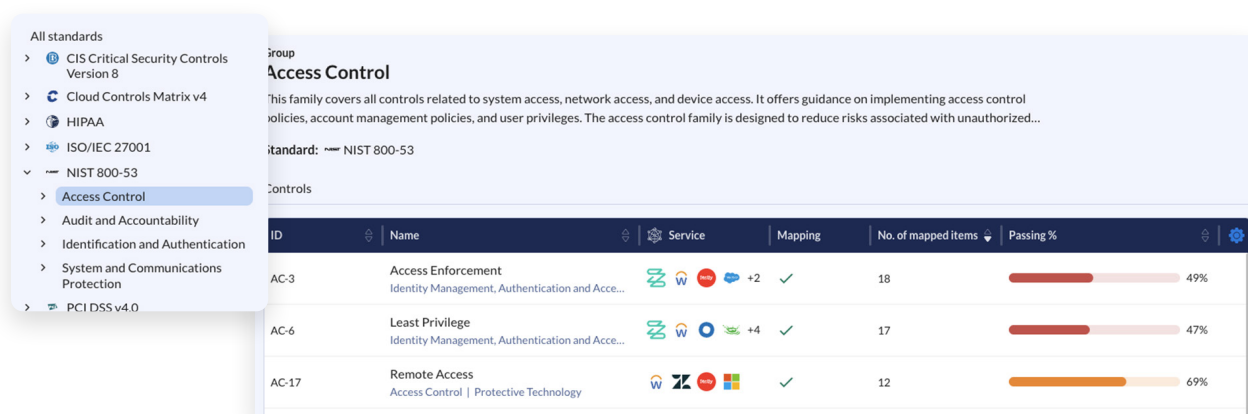 All standards
CIS Critical Security Controls
Version 8
Cloud Controls Matrix v4
HIPAA
ISO/IEC 27001
NIST 800-53
Access Control
Audit and Accountability
Identification and Authentication
System and Communications
Protection
PCI DSS v4.0
Group
Access Control
This family covers all controls related to system access, network access, and device access. It offers guidance on implementing access control
policies, account management policies, and user privileges. The access control family is designed to reduce risks associated with unauthorized...
Standard: NIST 800-53
Controls
ID Name Service Mapping No. of mapped items Passing %
AC-3 Access Enforcement +2 18 49%
Identity Management, Authentication and Acce...
AC-6 Least Privilege +4 17 47%
Identity Management, Authentication and Acce...
AC-17 Remote Access 12 69%
Access Control | Protective Technology